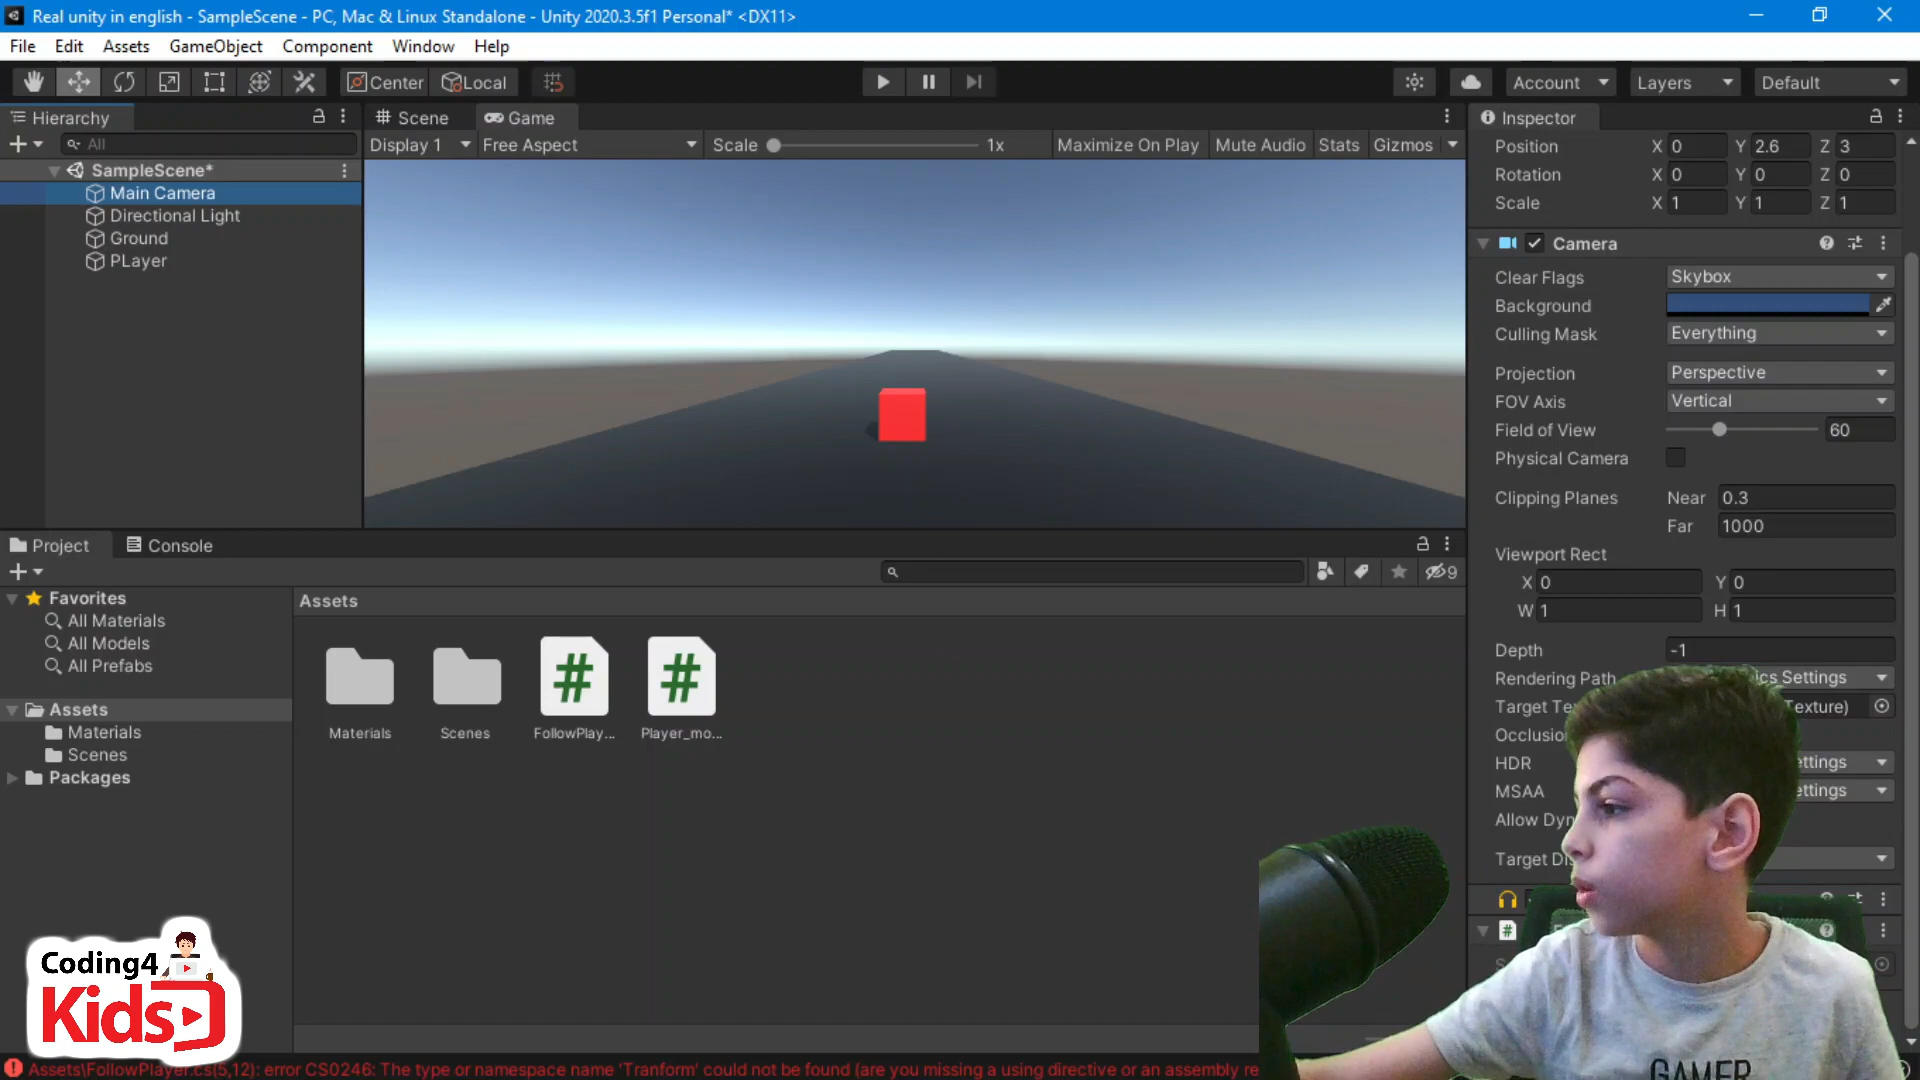 Real unity in english - SampleScene - PC, Mac & Linux Standalone - Unity 2020.3.5f1 Personal* <DX11>
File Edit Assets GameObject Component Window Help
Center Local Account Layers Default
Hierarchy
All
SampleScene*
Main Camera
Directional Light
Ground
PLayer
Scene Game
Display 1 Free Aspect Scale 1x Maximize On Play Mute Audio Stats Gizmos
Inspector
Position X 0 Y 2.6 Z 3
Rotation X 0 Y 0 Z 0
Scale X 1 Y 1 Z 1
Camera
Clear Flags Skybox
Background
Culling Mask Everything
Projection Perspective
FOV Axis Vertical
Field of View 60
Physical Camera
Clipping Planes Near 0.3
Far 1000
Viewport Rect
X 0 Y 0
W 1 H 1
Depth -1
Rendering Path Settings
Texture)
HDR
MSAA
Project Console
9
Favorites
All Materials
All Models
All Prefabs
Assets
Materials
Scenes
Packages
Assets
Materials Scenes FollowPlay... Player_mo...
Coding4
Kids
Assets\FollowPlayer.cs(5,12): error CS0246: The type or namespace name 'Tranform' could not be found (are you missing a using directive or an assembly re
GAMER